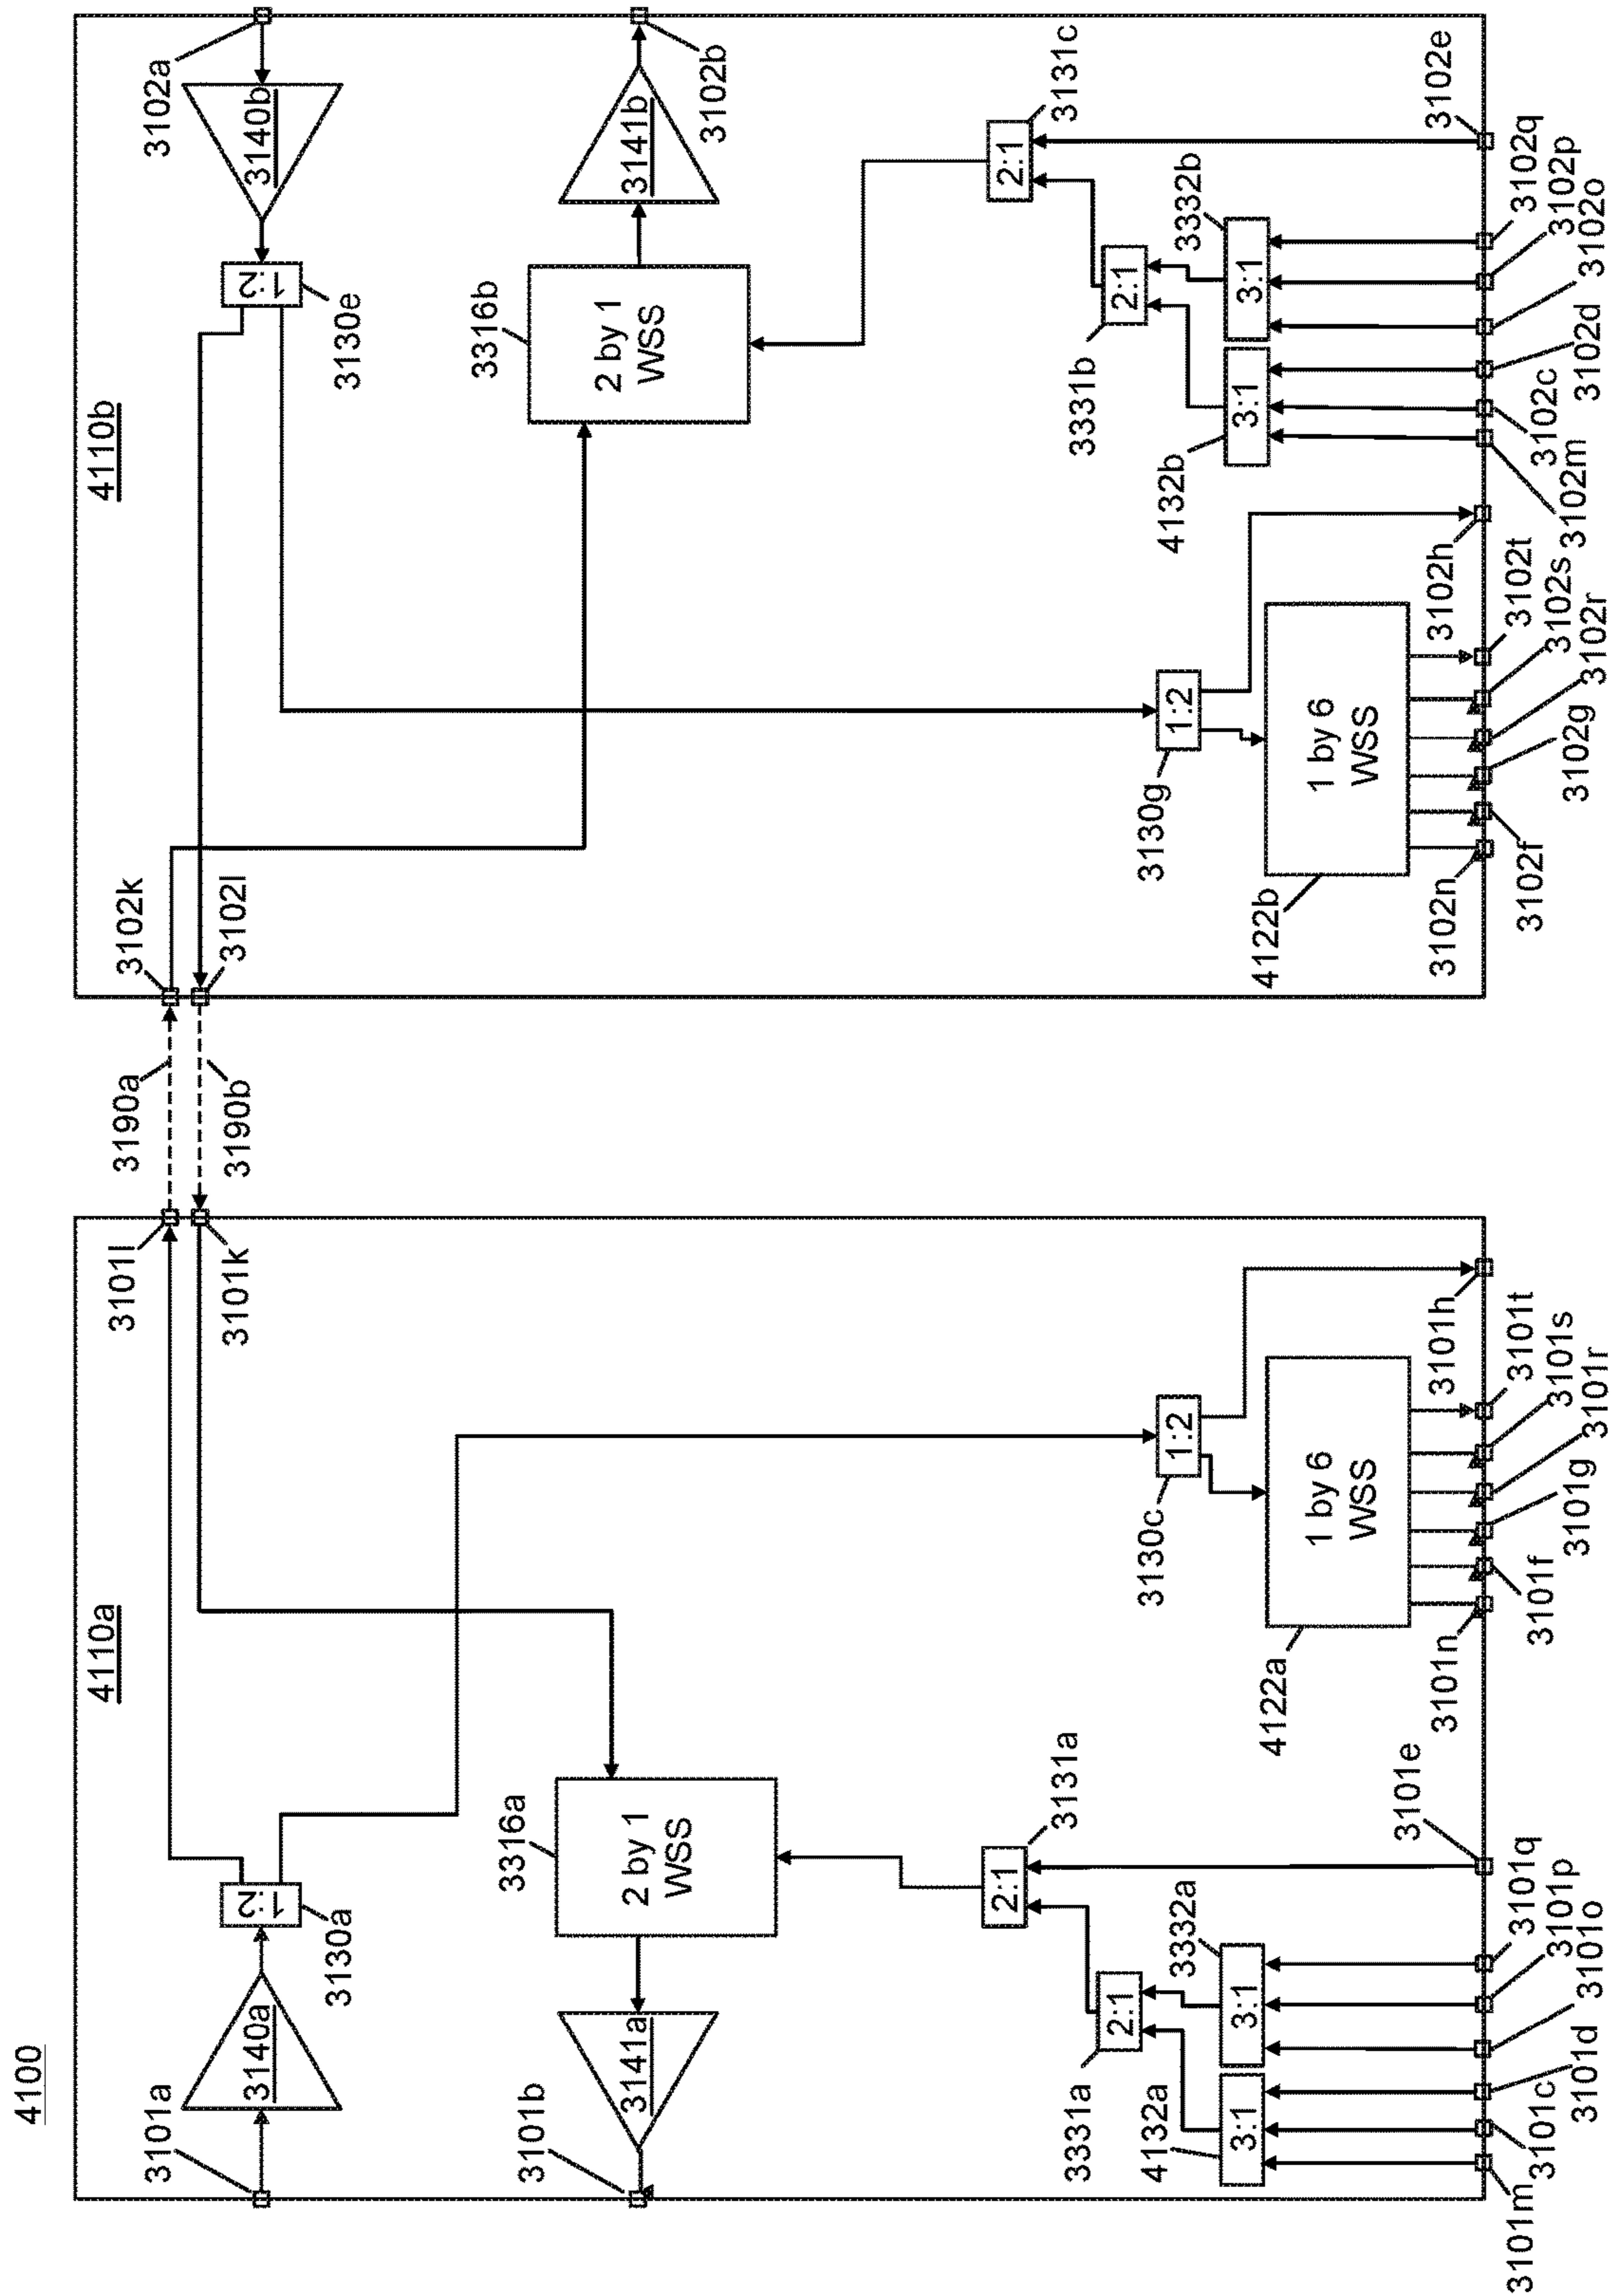 4100
4110a
3101a
3140a
1:2
3130a
3101l
3101k
3101b
3141a
3316a
2 by 1
WSS
2:1
3131a
2:1
3331a
3:1
3332a
3:1
4132a
1:2
3130c
1 by 6
WSS
4122a
3101m
3101c
3101d
3101o
3101p
3101q
3101e
3101n
3101f
3101g
3101r
3101s
3101t
3101h
3190a
3190b
4110b
3102k
3102l
3102a
3140b
1:2
3130e
3316b
2 by 1
WSS
3141b
3102b
2:1
3131c
2:1
3331b
3:1
3332b
3:1
4132b
1:2
3130g
1 by 6
WSS
4122b
3102n
3102f
3102g
3102r
3102s
3102t
3102h
3102m
3102c
3102d
3102o
3102p
3102q
3102e